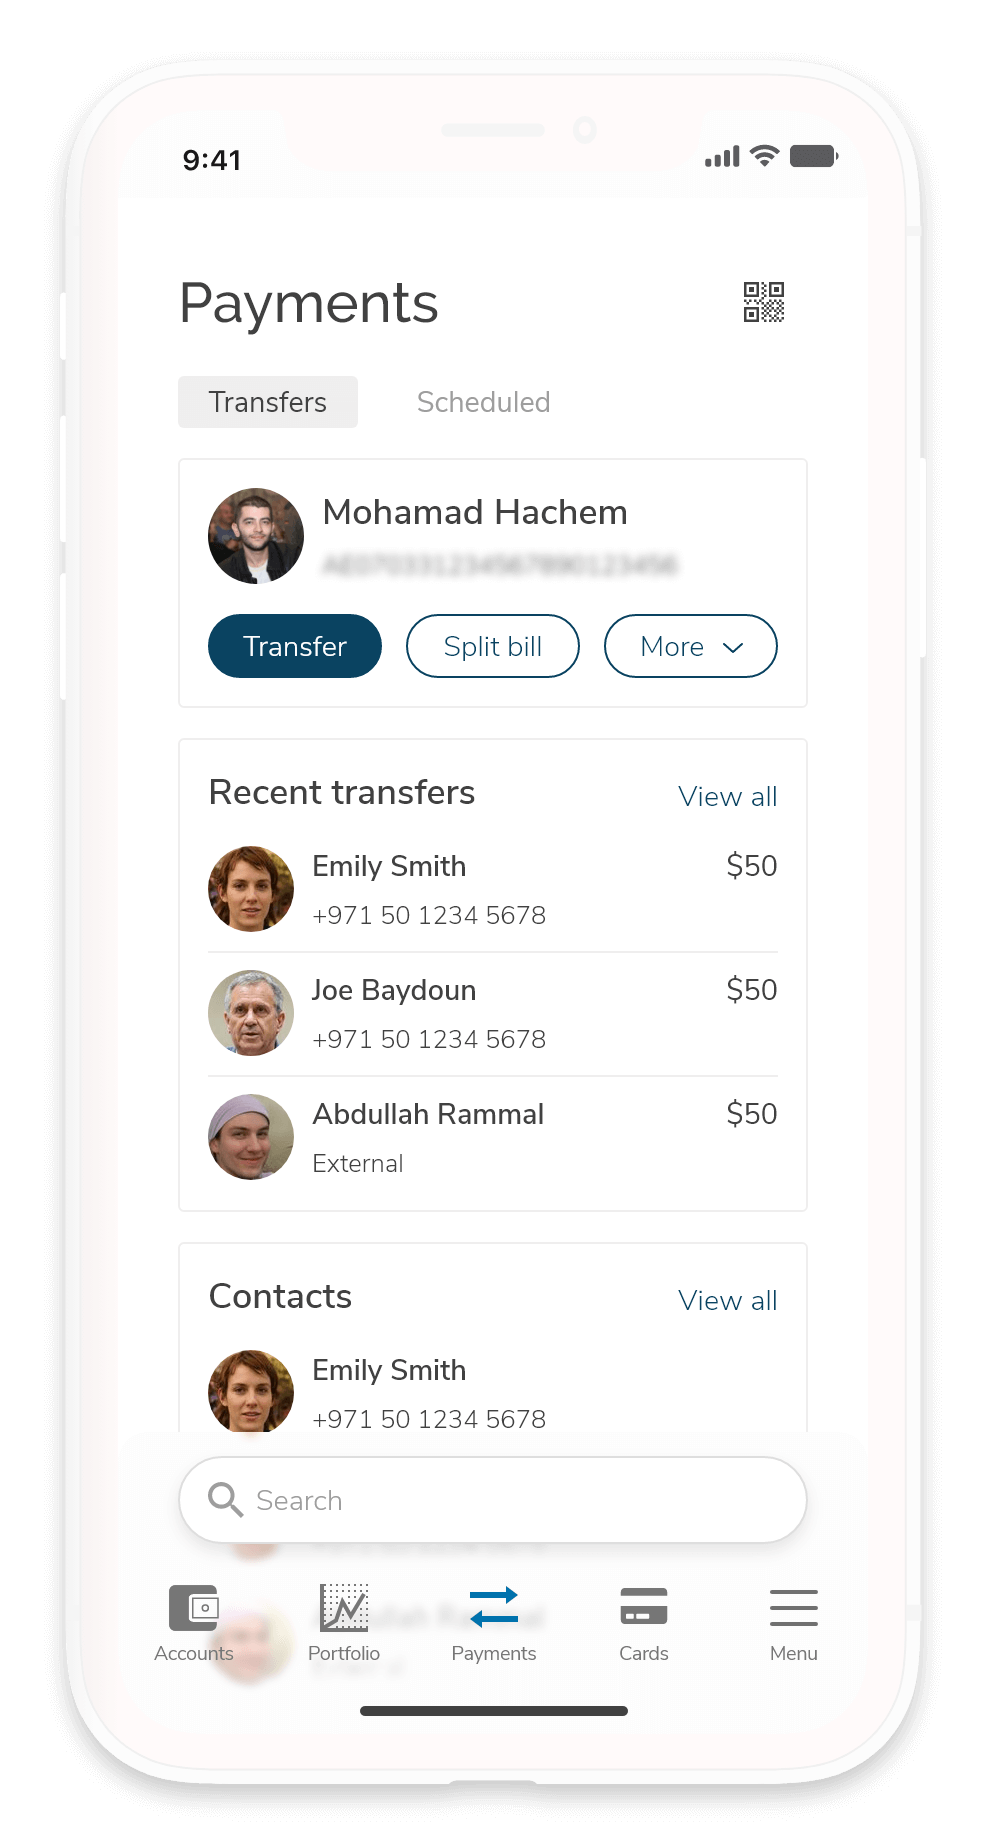 9:41
Payments
Transfers Scheduled
Mohamad Hachem
AE070331234567890123456
Transfer Split bill More
Recent transfers View all
Emily Smith $50
+971 50 1234 5678
Joe Baydoun $50
+971 50 1234 5678
Abdullah Rammal $50
External
Contacts View all
Emily Smith
+971 50 1234 5678
Search
Accounts Portfolio Payments Cards Menu